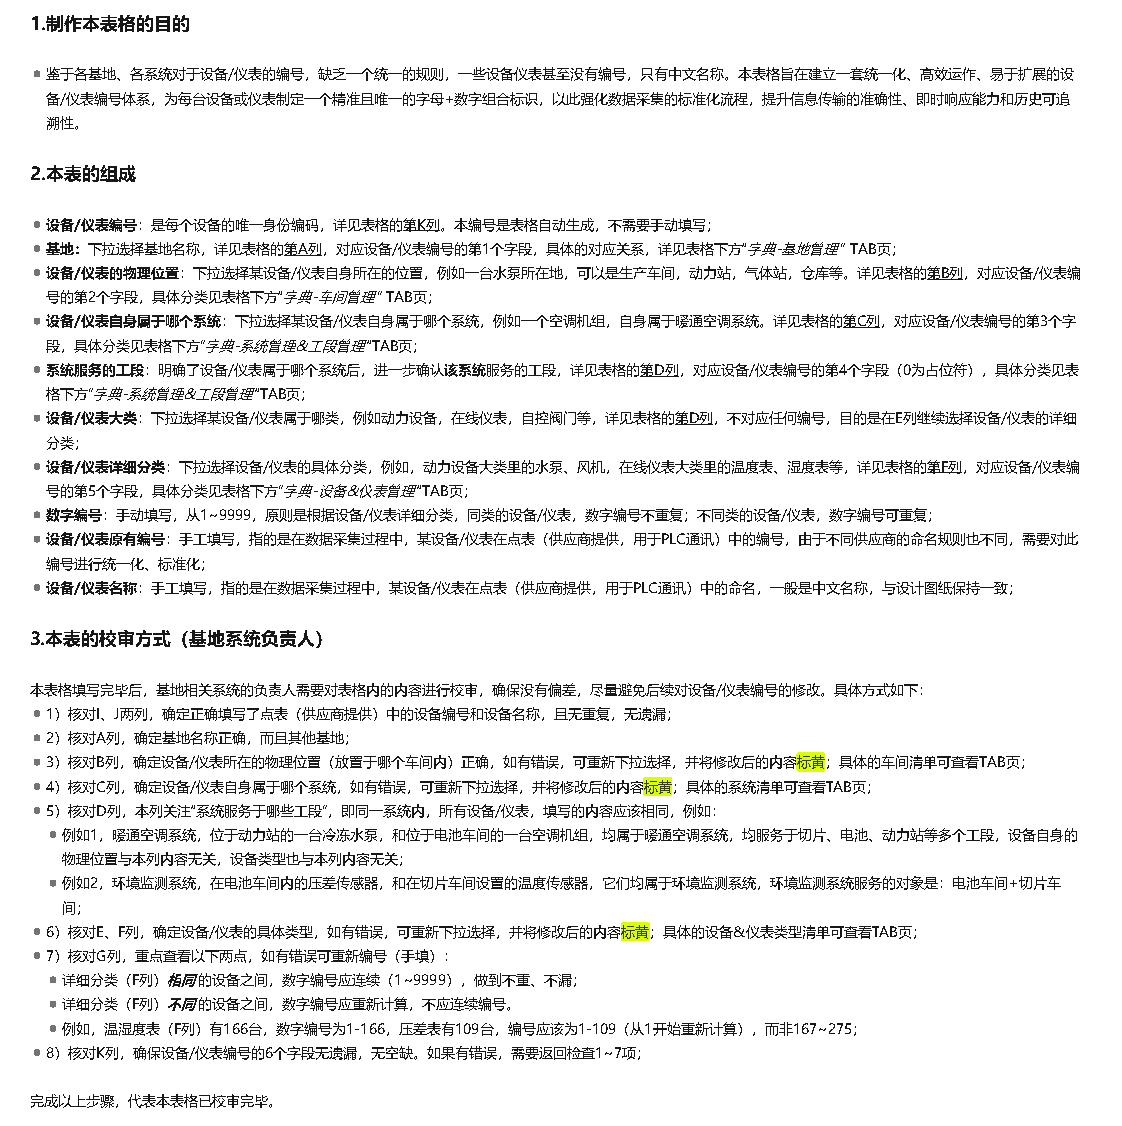 1.制作本表格的目的
鉴于各基地、各系统对于设备/仪表的编号，缺乏一个统一的规则，一些设备仪表甚至没有编号，只有中文名称。本表格旨在建立一套统一化、高效运作、易于扩展的设
备/仪表编号体系，为每台设备或仪表制定一个精准且唯一的字母+数字组合标识，以此强化数据采集的标准化流程，提升信息传输的准确性、即时响应能力和历史可追
溯性。
2.本表的组成
设备/仪表编号：是每个设备的唯一身份编码，详见表格的第K列。本编号是表格自动生成，不需要手动填写；
基地：下拉选择基地名称，详见表格的第A列，对应设备/仪表编号的第1个字段，具体的对应关系，详见表格下方“字典-基地管理” TAB页；
设备/仪表的物理位置：下拉选择某设备/仪表自身所在的位置，例如一台水泵所在地，可以是生产车间，动力站，气体站，仓库等。详见表格的第B列，对应设备/仪表编
号的第2个字段，具体分类见表格下方“字典-车间管理” TAB页；
设备/仪表自身属于哪个系统：下拉选择某设备/仪表自身属于哪个系统，例如一个空调机组，自身属于暖通空调系统。详见表格的第C列，对应设备/仪表编号的第3个字
段，具体分类见表格下方“字典-系统管理&工段管理”TAB页；
系统服务的工段：明确了设备/仪表属于哪个系统后，进一步确认该系统服务的工段，详见表格的第D列，对应设备/仪表编号的第4个字段（0为占位符），具体分类见表
格下方“字典-系统管理&工段管理”TAB页；
设备/仪表大类：下拉选择某设备/仪表属于哪类，例如动力设备，在线仪表，自控阀门等，详见表格的第D列，不对应任何编号，目的是在E列继续选择设备/仪表的详细
分类；
设备/仪表详细分类：下拉选择设备/仪表的具体分类，例如，动力设备大类里的水泵、风机，在线仪表大类里的温度表、湿度表等，详见表格的第E列，对应设备/仪表编
号的第5个字段，具体分类见表格下方“字典-设备&仪表管理”TAB页；
数字编号：手动填写，从1~9999，原则是根据设备/仪表详细分类，同类的设备/仪表，数字编号不重复；不同类的设备/仪表，数字编号可重复；
设备/仪表原有编号：手工填写，指的是在数据采集过程中，某设备/仪表在点表（供应商提供，用于PLC通讯）中的编号，由于不同供应商的命名规则也不同，需要对此
编号进行统一化、标准化；
设备/仪表名称：手工填写，指的是在数据采集过程中，某设备/仪表在点表（供应商提供，用于PLC通讯）中的命名，一般是中文名称，与设计图纸保持一致；
3.本表的校审方式（基地系统负责人）
本表格填写完毕后，基地相关系统的负责人需要对表格内的内容进行校审，确保没有偏差，尽量避免后续对设备/仪表编号的修改。具体方式如下：
1）核对I、J两列，确定正确填写了点表（供应商提供）中的设备编号和设备名称，且无重复，无遗漏；
2）核对A列，确定基地名称正确，而且其他基地；
3）核对B列，确定设备/仪表所在的物理位置（放置于哪个车间内）正确，如有错误，可重新下拉选择，并将修改后的内容标黄；具体的车间清单可查看TAB页；
4）核对C列，确定设备/仪表自身属于哪个系统，如有错误，可重新下拉选择，并将修改后的内容标黄；具体的系统清单可查看TAB页；
5）核对D列，本列关注“系统服务于哪些工段”，即同一系统内，所有设备/仪表，填写的内容应该相同，例如：
例如1，暖通空调系统，位于动力站的一台冷冻水泵，和位于电池车间的一台空调机组，均属于暖通空调系统，均服务于切片、电池、动力站等多个工段，设备自身的
物理位置与本列内容无关，设备类型也与本列内容无关；
例如2，环境监测系统，在电池车间内的压差传感器，和在切片车间设置的温度传感器，它们均属于环境监测系统，环境监测系统服务的对象是：电池车间+切片车
间；
6）核对E、F列，确定设备/仪表的具体类型，如有错误，可重新下拉选择，并将修改后的内容标黄；具体的设备&仪表类型清单可查看TAB页；
7）核对G列，重点查看以下两点，如有错误可重新编号（手填）：
详细分类（F列）相同的设备之间，数字编号应连续（1~9999），做到不重、不漏；
详细分类（F列）不同的设备之间，数字编号应重新计算，不应连续编号。
例如，温湿度表（F列）有166台，数字编号为1-166，压差表有109台，编号应该为1-109（从1开始重新计算），而非167~275；
8）核对K列，确保设备/仪表编号的6个字段无遗漏，无空缺。如果有错误，需要返回检查1~7项；
完成以上步骤，代表本表格已校审完毕。